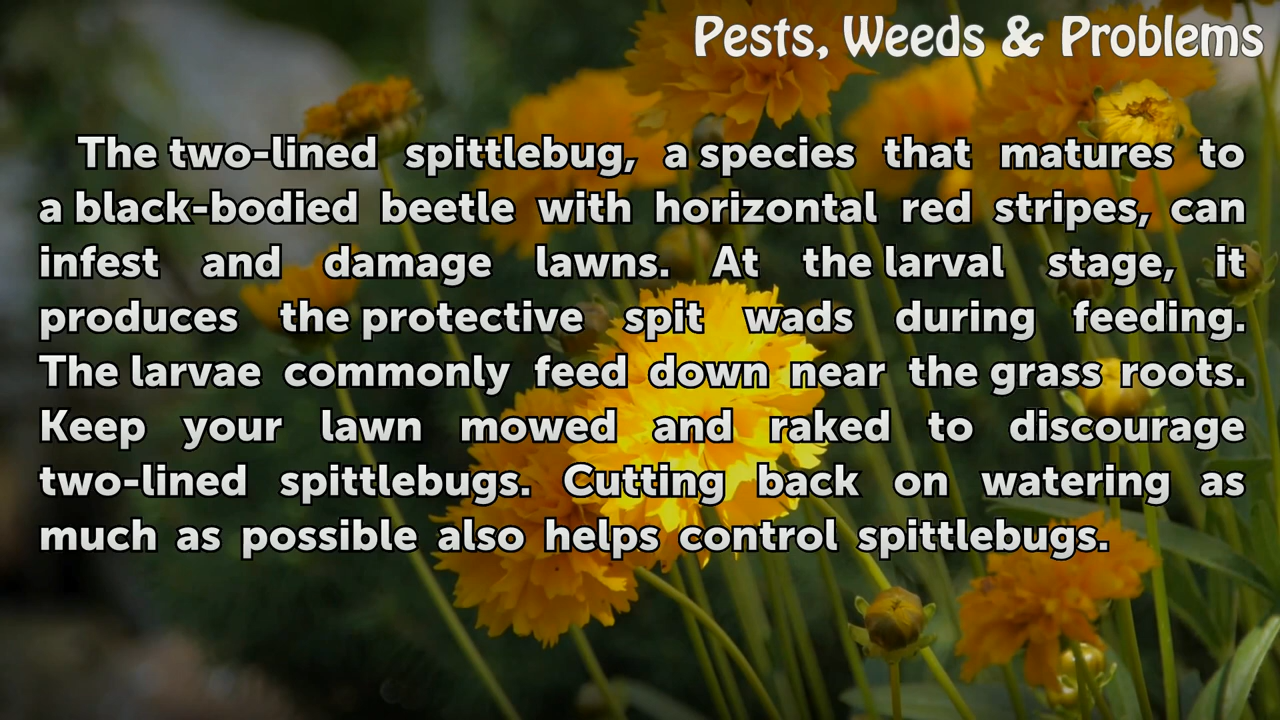 Pests, Weeds & Problems
The two-lined spittlebug, a species that matures to
a black-bodied beetle with horizontal red stripes, can
infest and damage lawns. At the larval stage, it
produces the protective spit wads during feeding.
The larvae commonly feed down near the grass roots.
Keep your lawn mowed and raked to discourage
two-lined spittlebugs. Cutting back on watering as
much as possible also helps control spittlebugs.